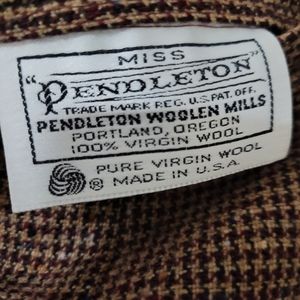 MISS
"PENDLETON"
TRADE MARK REG. U.S. PAT. OFF.
PENDLETON WOOLEN MILLS
PORTLAND, OREGON
100% VIRGIN WOOL
PURE VIRGIN WOOL
® MADE IN U.S.A.